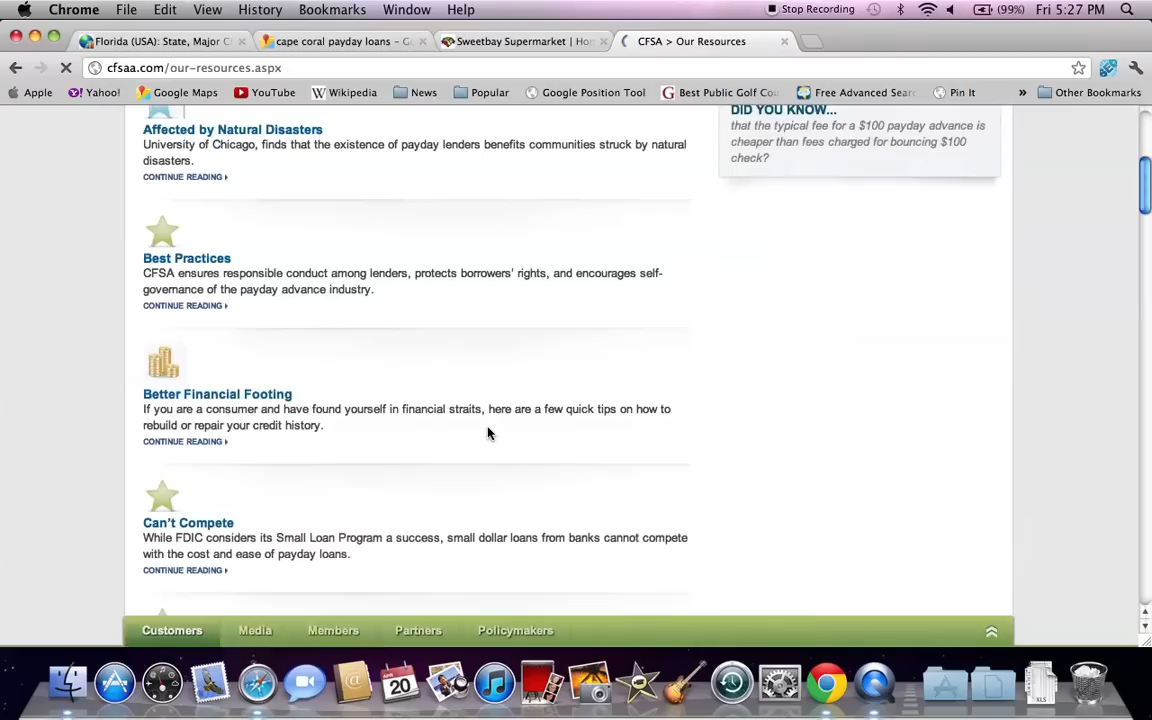 Chrome File Edit View History Bookmarks Window Help Stop Recording (99%) Fri 5:27 PM
Florida (USA): State, Major C cape coral payday loans – Go Sweetbay Supermarket | Hom CFSA > Our Resources
cfsaa.com/our-resources.aspx
Apple Yahoo! Google Maps YouTube Wikipedia News Popular Google Position Tool Best Public Golf Cou Free Advanced Sear Pin It » Other Bookmarks
Affected by Natural Disasters
University of Chicago, finds that the existence of payday lenders benefits communities struck by natural
disasters.
CONTINUE READING
DID YOU KNOW...
that the typical fee for a $100 payday advance is
cheaper than fees charged for bouncing $100
check?
Best Practices
CFSA ensures responsible conduct among lenders, protects borrowers' rights, and encourages self-
governance of the payday advance industry.
CONTINUE READING
Better Financial Footing
If you are a consumer and have found yourself in financial straits, here are a few quick tips on how to
rebuild or repair your credit history.
CONTINUE READING
Can't Compete
While FDIC considers its Small Loan Program a success, small dollar loans from banks cannot compete
with the cost and ease of payday loans.
CONTINUE READING
Customers Media Members Partners Policymakers
20
XLS